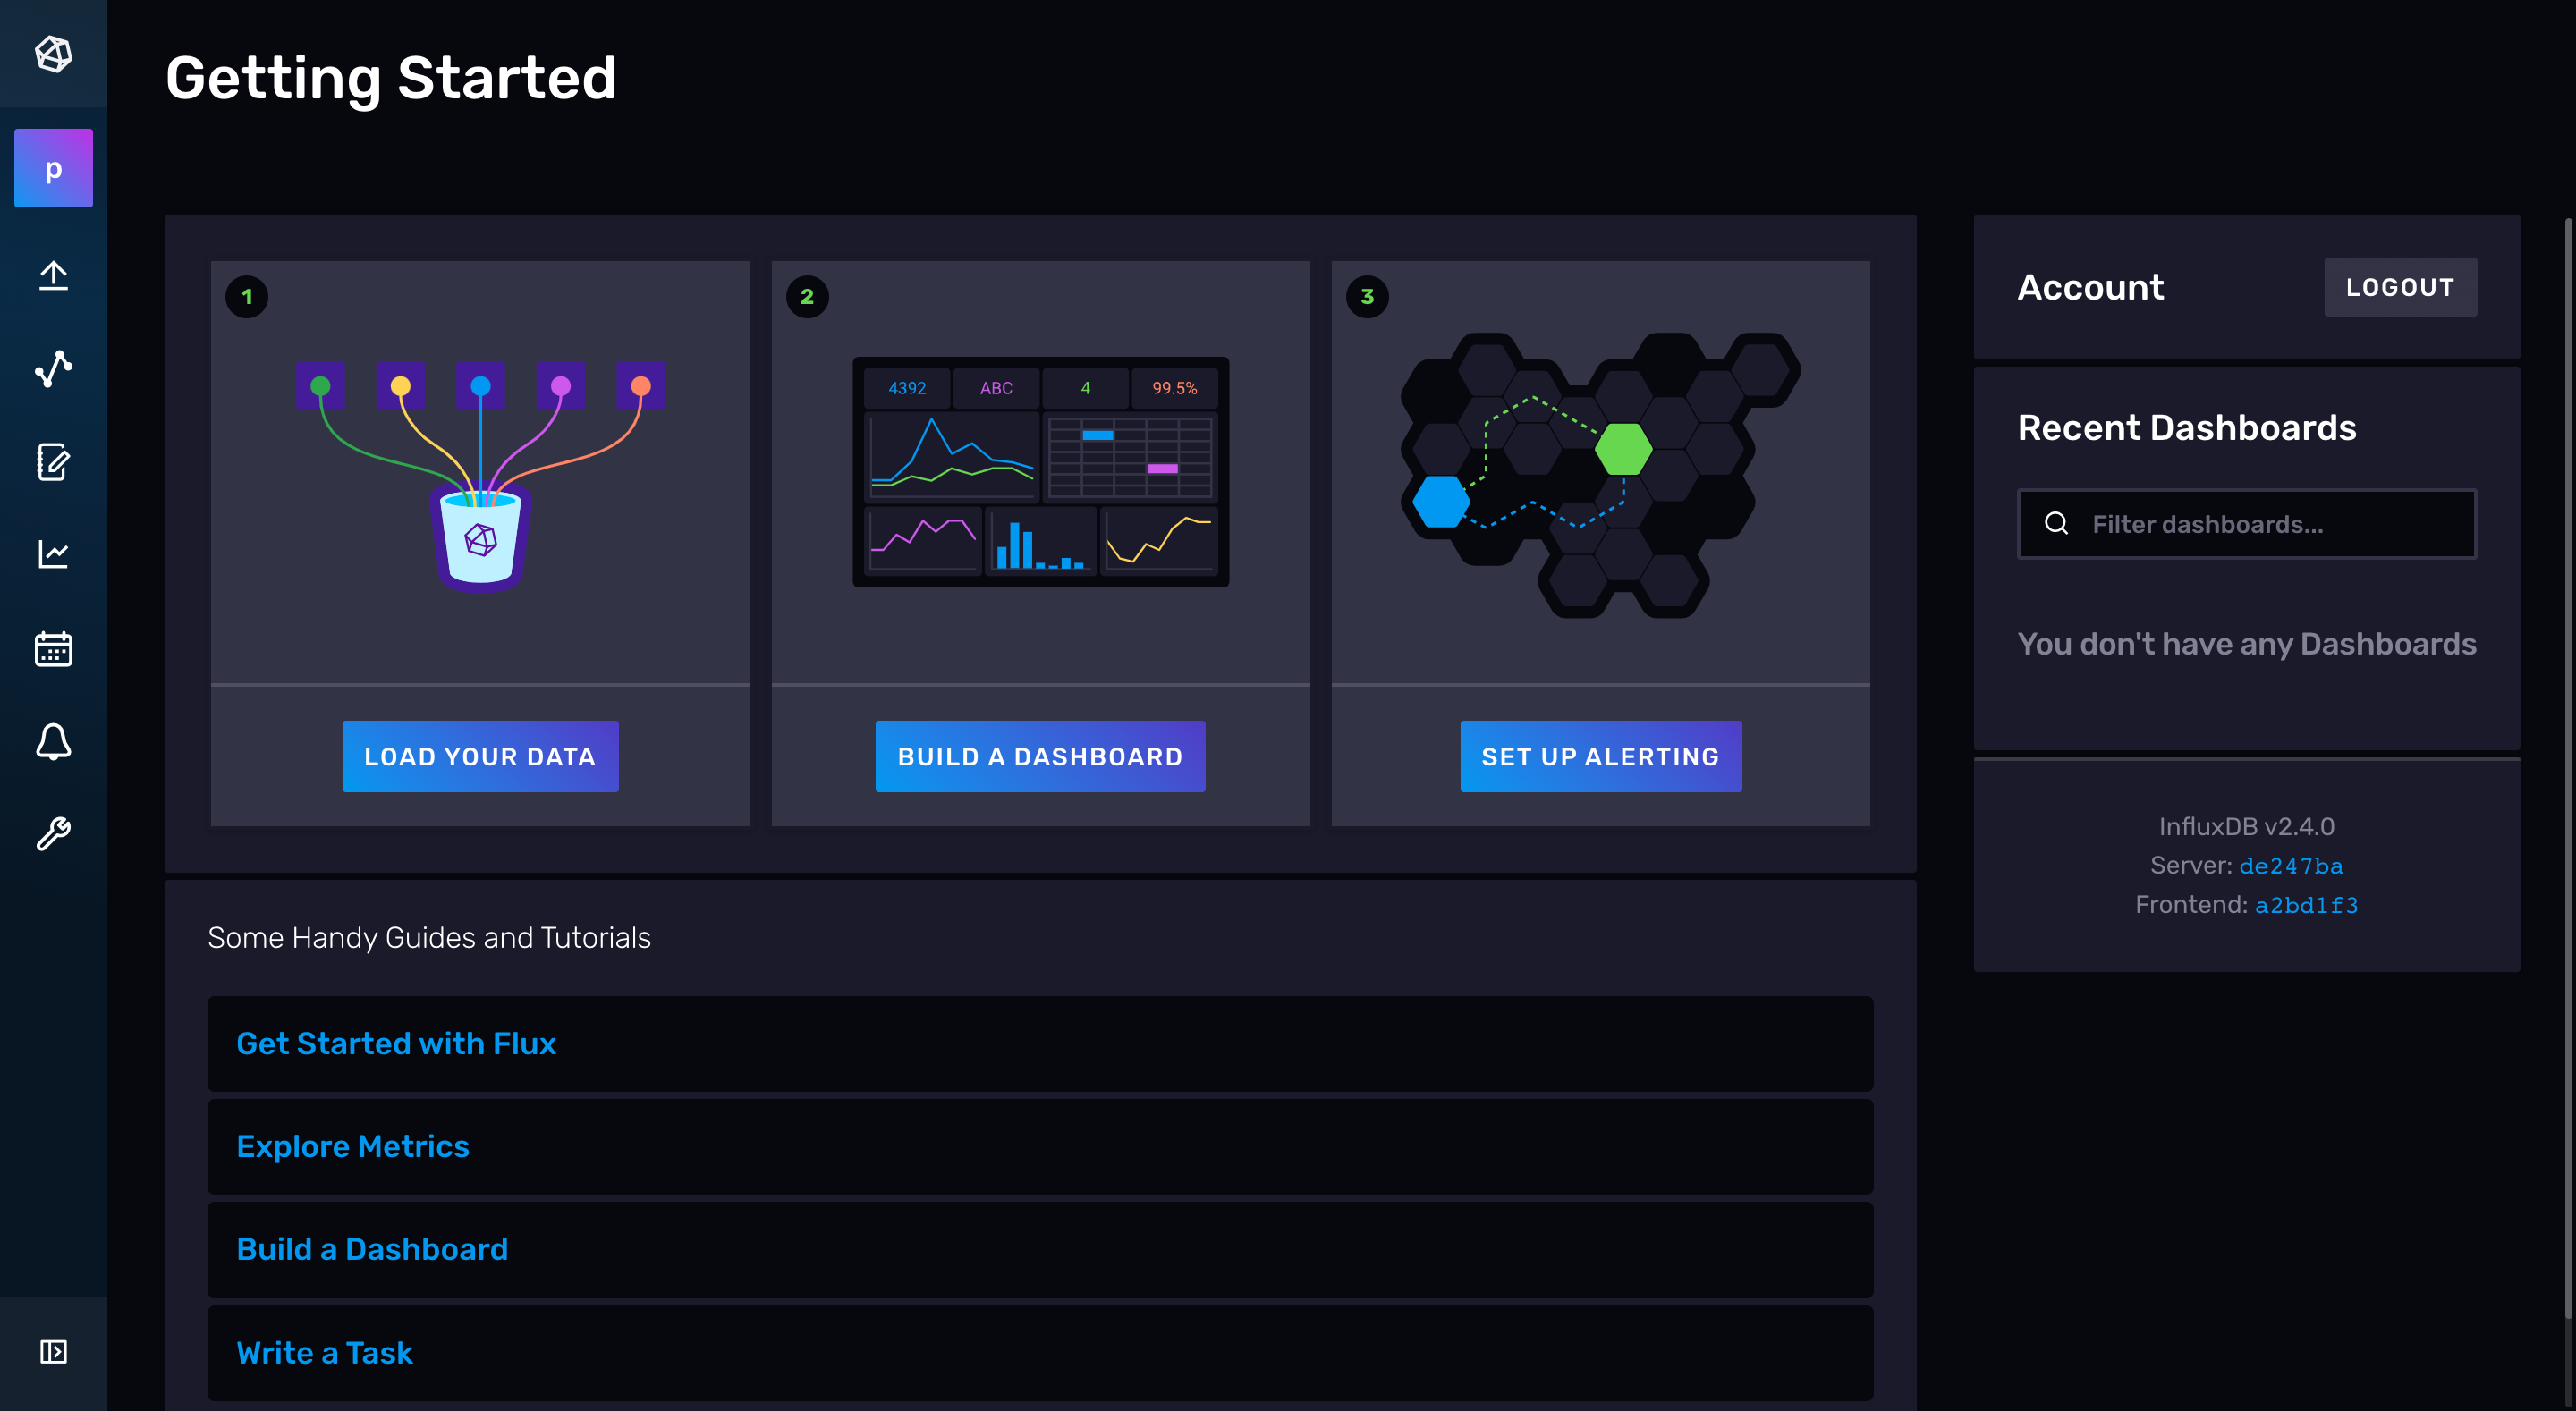 Getting Started
p
1
2
4392 ABC 4 99.5%
3
LOAD YOUR DATA
BUILD A DASHBOARD
SET UP ALERTING
Some Handy Guides and Tutorials
Get Started with Flux
Explore Metrics
Build a Dashboard
Write a Task
Account
LOGOUT
Recent Dashboards
Filter dashboards...
You don't have any Dashboards
InfluxDB v2.4.0
Server: de247ba
Frontend: a2bd1f3